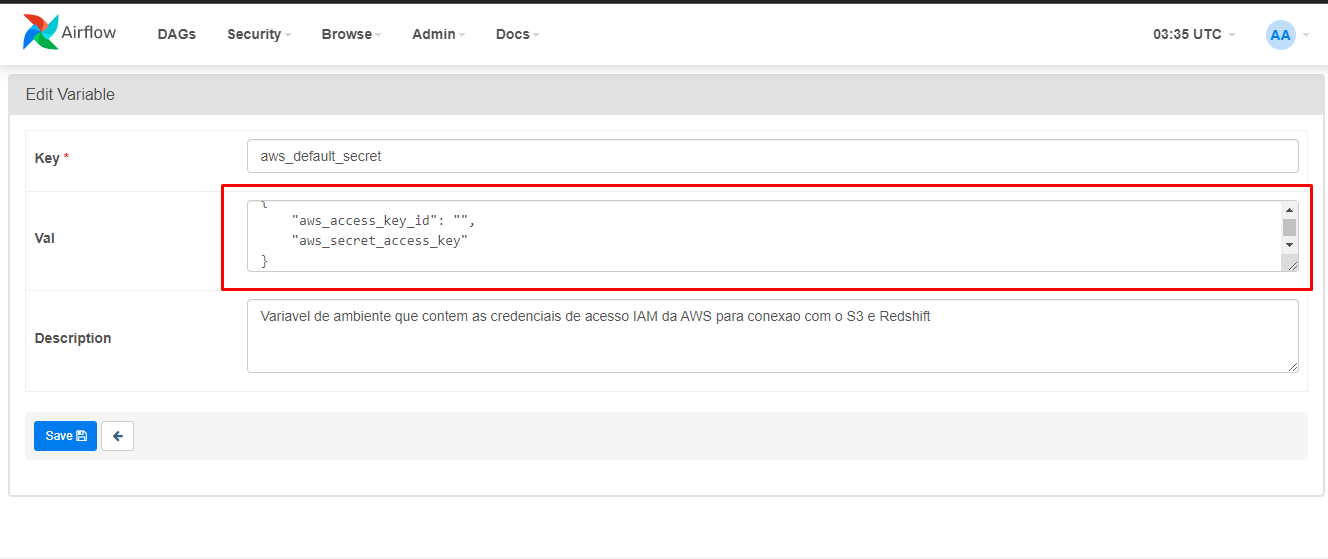 Airflow DAGs Security Browse Admin Docs 03:35 UTC AA
Edit Variable
Key * aws_default_secret
Val
{
"aws_access_key_id": "",
"aws_secret_access_key"
}
Description Variavel de ambiente que contem as credenciais de acesso IAM da AWS para conexao com o S3 e Redshift
Save